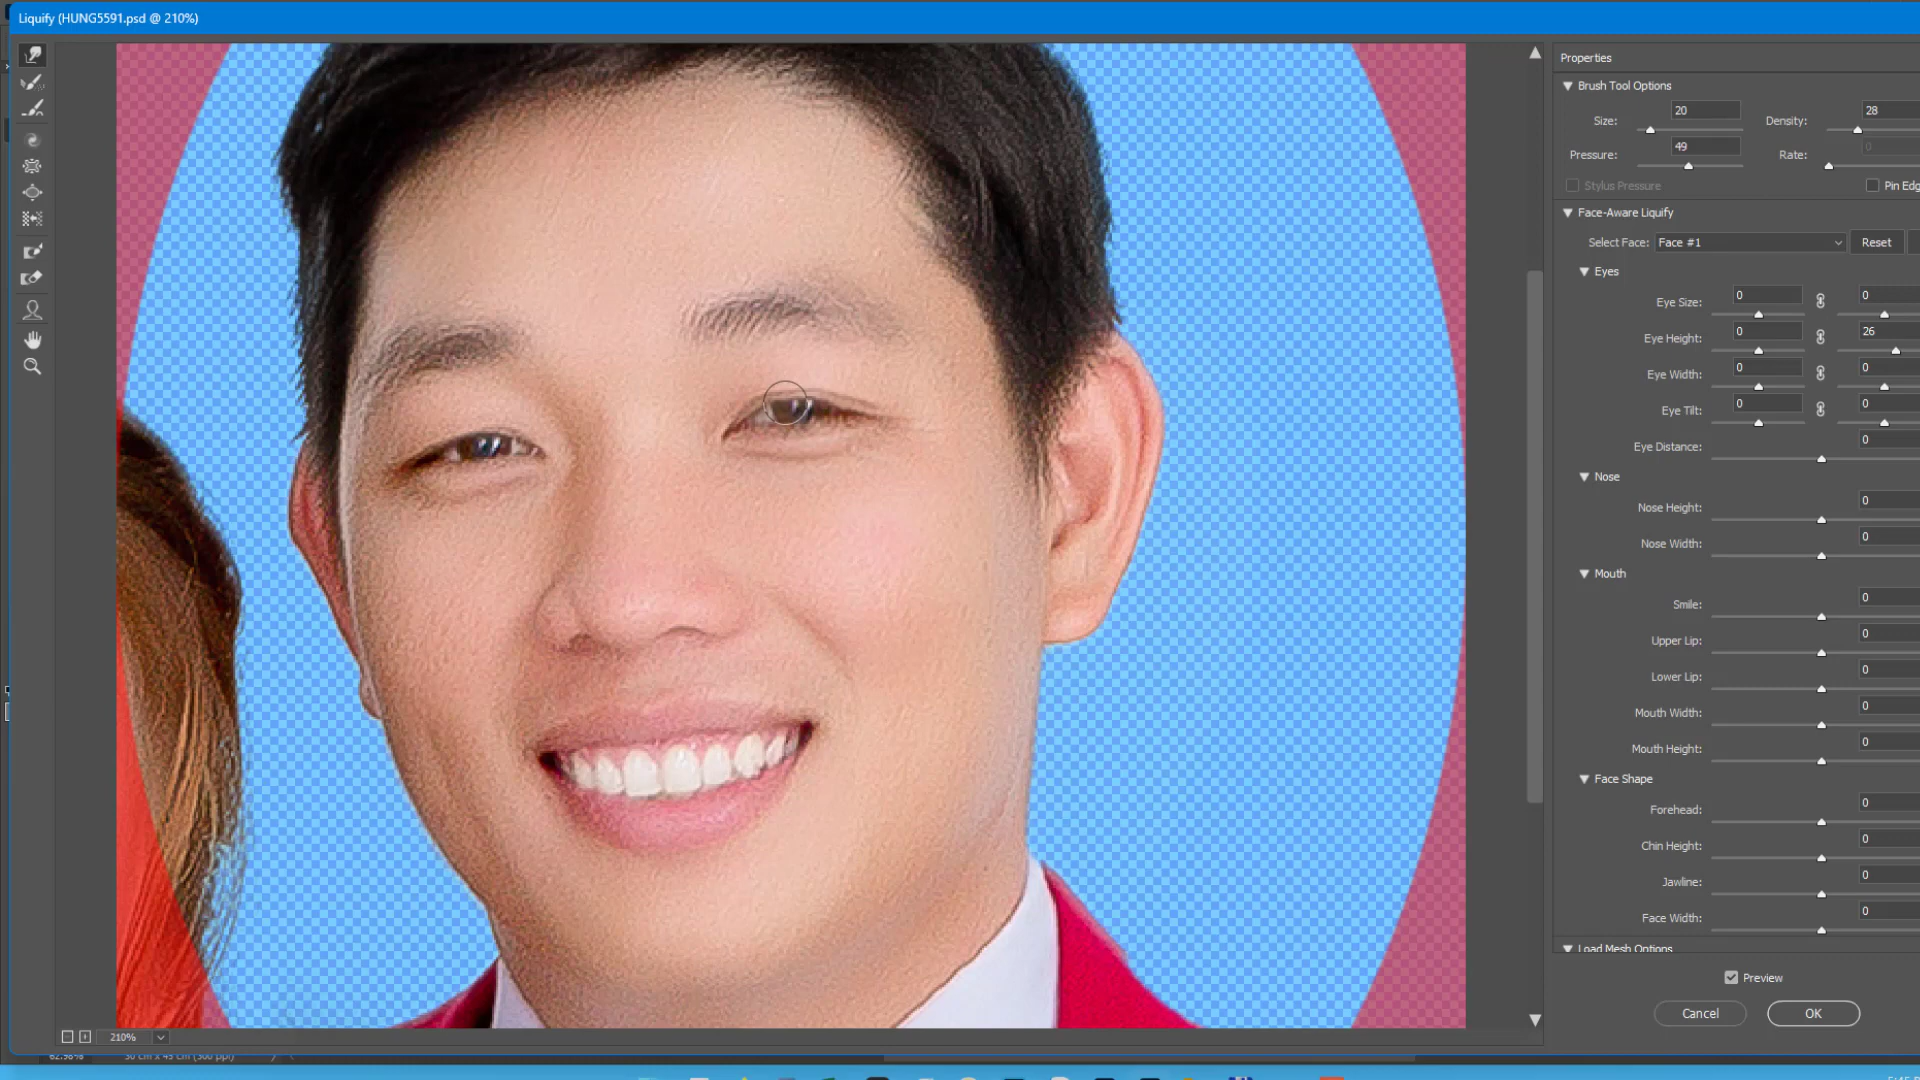 Liquify (HUNG5591.psd @ 210%)
Properties
Brush Tool Options
Size: 20 Density: 28
Pressure: 49 Rate: 0
Stylus Pressure Pin Edg
Face-Aware Liquify
Select Face: Face #1 Reset
Eyes
Eye Size: 0 0
Eye Height: 0 26
Eye Width: 0 0
Eye Tilt: 0 0
Eye Distance: 0
Nose
Nose Height: 0
Nose Width: 0
Mouth
Smile: 0
Upper Lip: 0
Lower Lip: 0
Mouth Width: 0
Mouth Height: 0
Face Shape
Forehead: 0
Chin Height: 0
Jawline: 0
Face Width: 0
Load Mesh Options
Preview
Cancel OK
210%